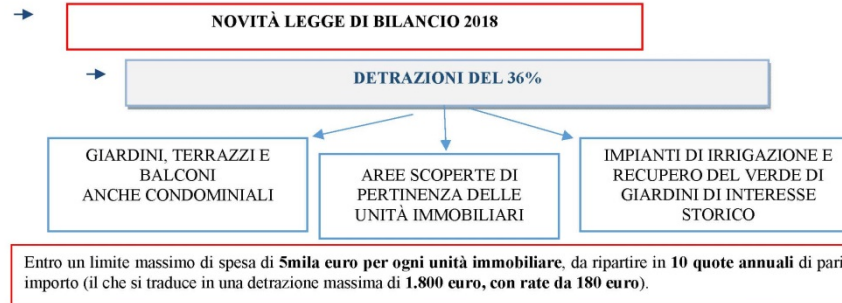 NOVITÀ LEGGE DI BILANCIO 2018
DETRAZIONI DEL 36%
GIARDINI, TERRAZZI E
BALCONI
ANCHE CONDOMINIALI
AREE SCOPERTE DI
PERTINENZA DELLE
UNITÀ IMMOBILIARI
IMPIANTI DI IRRIGAZIONE E
RECUPERO DEL VERDE DI
GIARDINI DI INTERESSE
STORICO
Entro un limite massimo di spesa di 5mila euro per ogni unità immobiliare, da ripartire in 10 quote annuali di pari
importo (il che si traduce in una detrazione massima di 1.800 euro, con rate da 180 euro).